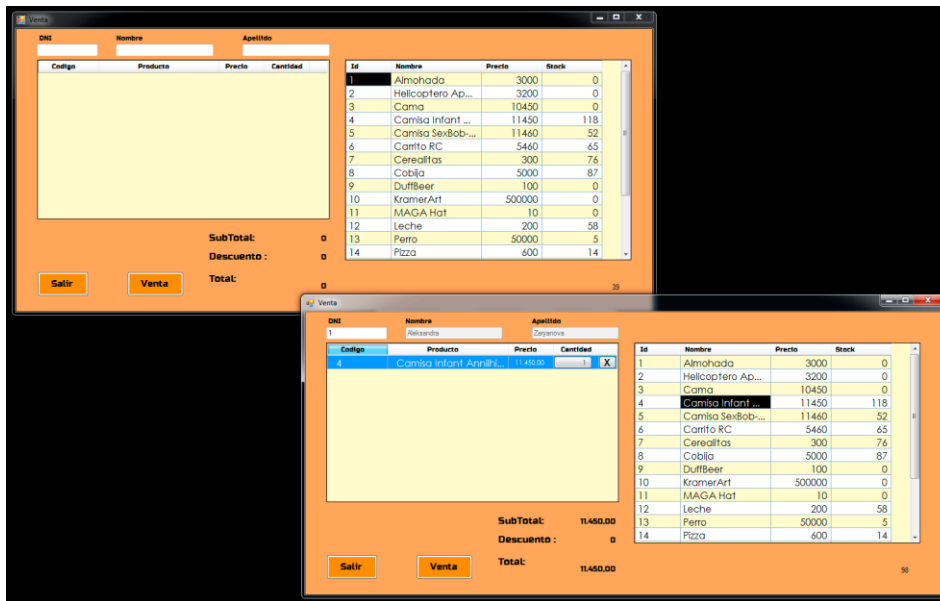 Venta
DNI Nombre Apellido
Codigo Producto Precio Cantidad
Id Nombre Precio Stock
1 Almohada 3000 0
2 Helicoptero Ap... 3200 0
3 Cama 10450 0
4 Camisa Infant ... 11450 118
5 Camisa SexBob-... 11460 52
6 Carrito RC 5460 65
7 Cerealitas 300 76
8 Cobija 5000 87
9 DuffBeer 100 0
10 KramerArt 500000 0
11 MAGA Hat 10 0
12 Leche 200 58
13 Perro 50000 5
14 Pizza 600 14
SubTotal: 0
Descuento : 0
Total: 0
Salir Venta
39
Venta
DNI Nombre Apellido
1 Aleksandra Zaryanova
Codigo Producto Precio Cantidad
4 Camisa Infant Annilhi... 11.450,00 1 X
Id Nombre Precio Stock
1 Almohada 3000 0
2 Helicoptero Ap... 3200 0
3 Cama 10450 0
4 Camisa Infant ... 11450 118
5 Camisa SexBob-... 11460 52
6 Carrito RC 5460 65
7 Cerealitas 300 76
8 Cobija 5000 87
9 DuffBeer 100 0
10 KramerArt 500000 0
11 MAGA Hat 10 0
12 Leche 200 58
13 Perro 50000 5
14 Pizza 600 14
SubTotal: 11.450,00
Descuento : 0
Total: 11.450,00
Salir Venta
98